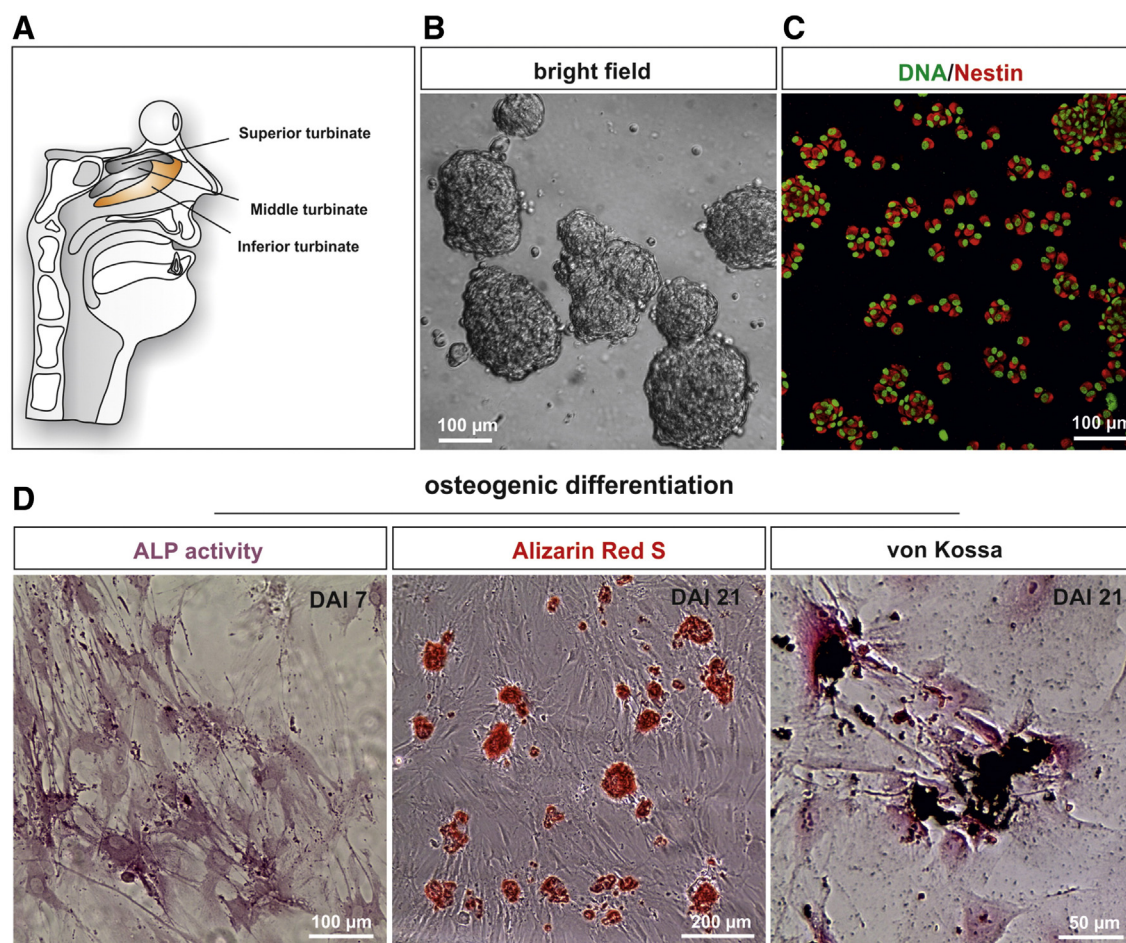 A
Superior turbinate
Middle turbinate
Inferior turbinate
B
bright field
100 µm
C
DNA/Nestin
100 µm
D
osteogenic differentiation
ALP activity
DAI 7
100 µm
Alizarin Red S
DAI 21
200 µm
von Kossa
DAI 21
50 µm